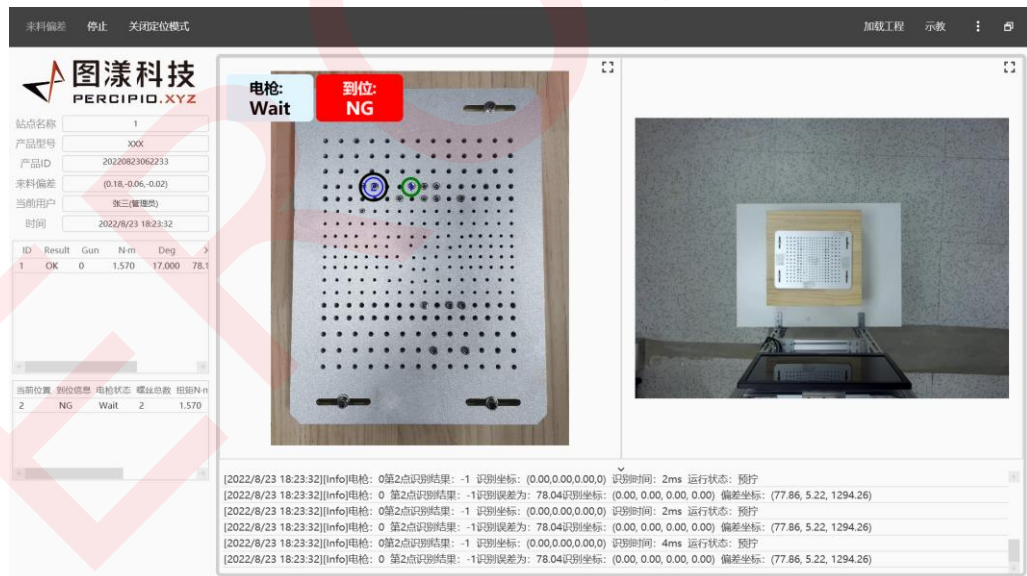 来料偏差 停止 关闭定位模式 加载工程 示教
图漾科技
PERCIPIO.XYZ
站点名称 1
产品型号 XXX
产品ID 20220823062233
来料偏差 (0.18,-0.06,-0.02)
当前用户 张三(管理员)
时间 2022/8/23 18:23:32
ID Result Gun N·m Deg
1 OK 0 1.570 17.000 78.1
当前位置 到位信息 电枪状态 螺丝总数 扭矩N·m
2 NG Wait 2 1.570
电枪:
Wait
到位:
NG
[2022/8/23 18:23:32][Info]电枪：0第2点识别结果：-1 识别坐标：(0.00,0.00,0.00,0) 识别时间：2ms 运行状态：预拧
[2022/8/23 18:23:32][Info]电枪：0 第2点识别结果：-1识别误差为：78.04识别坐标：(0.00, 0.00, 0.00, 0.00) 偏差坐标：(77.86, 5.22, 1294.26)
[2022/8/23 18:23:32][Info]电枪：0第2点识别结果：-1 识别坐标：(0.00,0.00,0.00,0) 识别时间：2ms 运行状态：预拧
[2022/8/23 18:23:32][Info]电枪：0 第2点识别结果：-1识别误差为：78.04识别坐标：(0.00, 0.00, 0.00, 0.00) 偏差坐标：(77.86, 5.22, 1294.26)
[2022/8/23 18:23:32][Info]电枪：0第2点识别结果：-1 识别坐标：(0.00,0.00,0.00,0) 识别时间：4ms 运行状态：预拧
[2022/8/23 18:23:32][Info]电枪：0 第2点识别结果：-1识别误差为：78.04识别坐标：(0.00, 0.00, 0.00, 0.00) 偏差坐标：(77.86, 5.22, 1294.26)